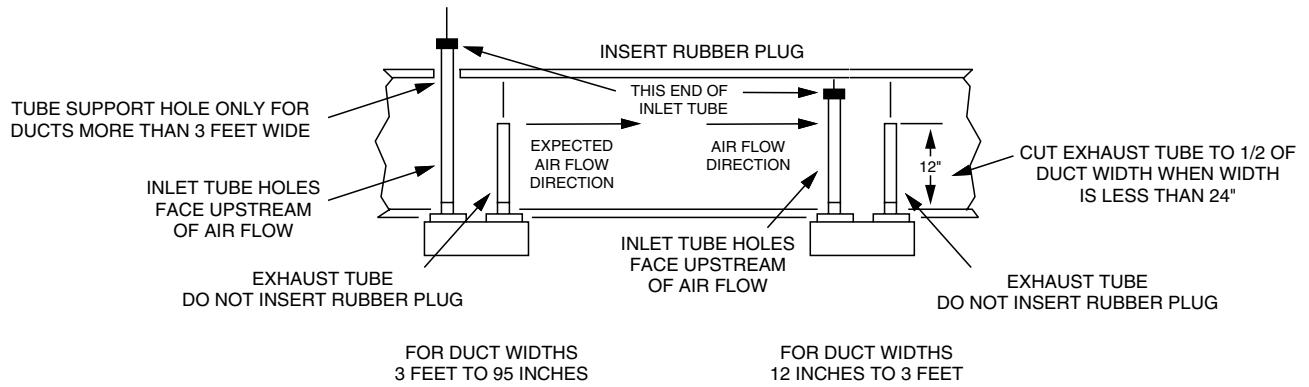 INSERT RUBBER PLUG
TUBE SUPPORT HOLE ONLY FOR
DUCTS MORE THAN 3 FEET WIDE
THIS END OF
INLET TUBE
EXPECTED
AIR FLOW
DIRECTION
AIR FLOW
DIRECTION
12"
CUT EXHAUST TUBE TO 1/2 OF
DUCT WIDTH WHEN WIDTH
IS LESS THAN 24"
INLET TUBE HOLES
FACE UPSTREAM
OF AIR FLOW
INLET TUBE HOLES
FACE UPSTREAM
OF AIR FLOW
EXHAUST TUBE
DO NOT INSERT RUBBER PLUG
EXHAUST TUBE
DO NOT INSERT RUBBER PLUG
FOR DUCT WIDTHS
3 FEET TO 95 INCHES
FOR DUCT WIDTHS
12 INCHES TO 3 FEET